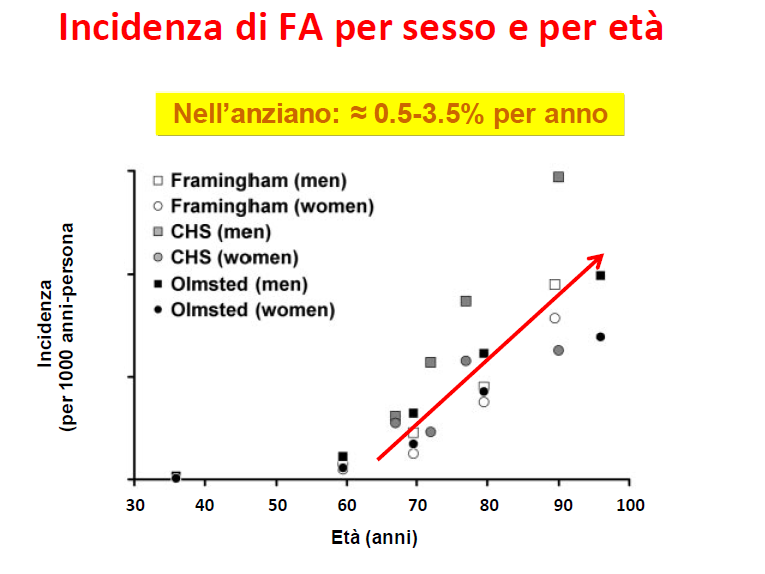 Incidenza di FA per sesso e per età
Nell’anziano: ≈ 0.5-3.5% per anno
Framingham (men)
Framingham (women)
CHS (men)
CHS (women)
Olmsted (men)
Olmsted (women)
Incidenza
(per 1000 anni-persona
30 40 50 60 70 80 90 100
Età (anni)